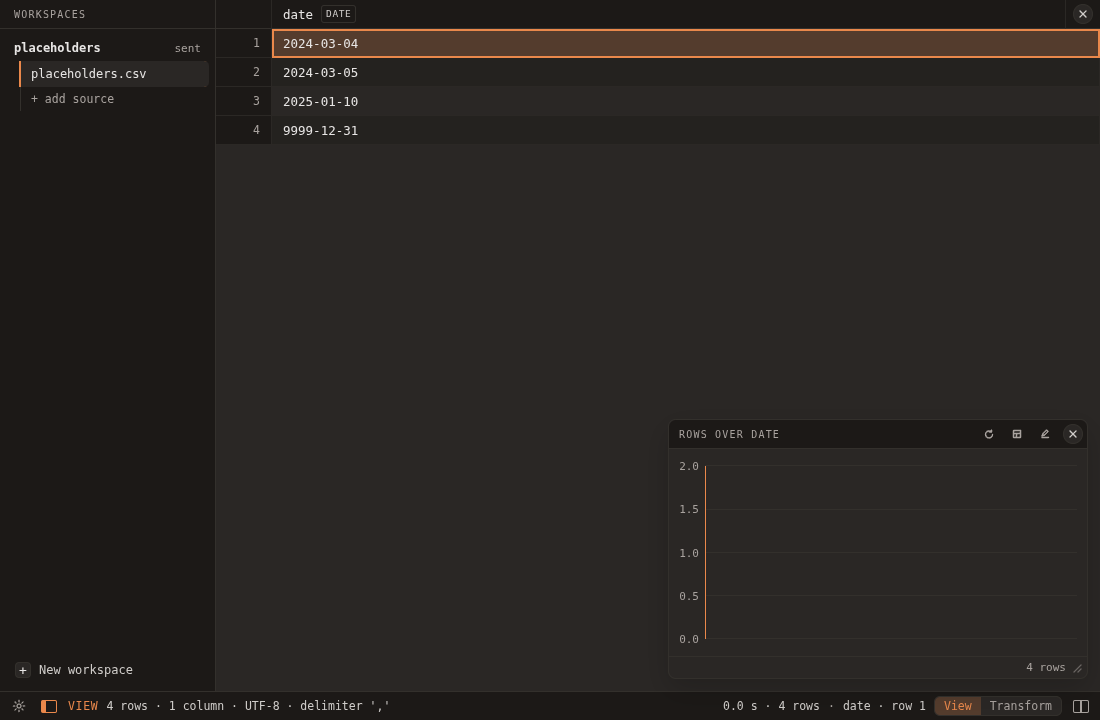 WORKSPACES
placeholders sent
placeholders.csv
+ add source
+ New workspace
date DATE
1 2024-03-04
2 2024-03-05
3 2025-01-10
4 9999-12-31
ROWS OVER DATE
2.0
1.5
1.0
0.5
0.0
4 rows
VIEW 4 rows · 1 column · UTF-8 · delimiter ','
0.0 s · 4 rows · date · row 1 View Transform